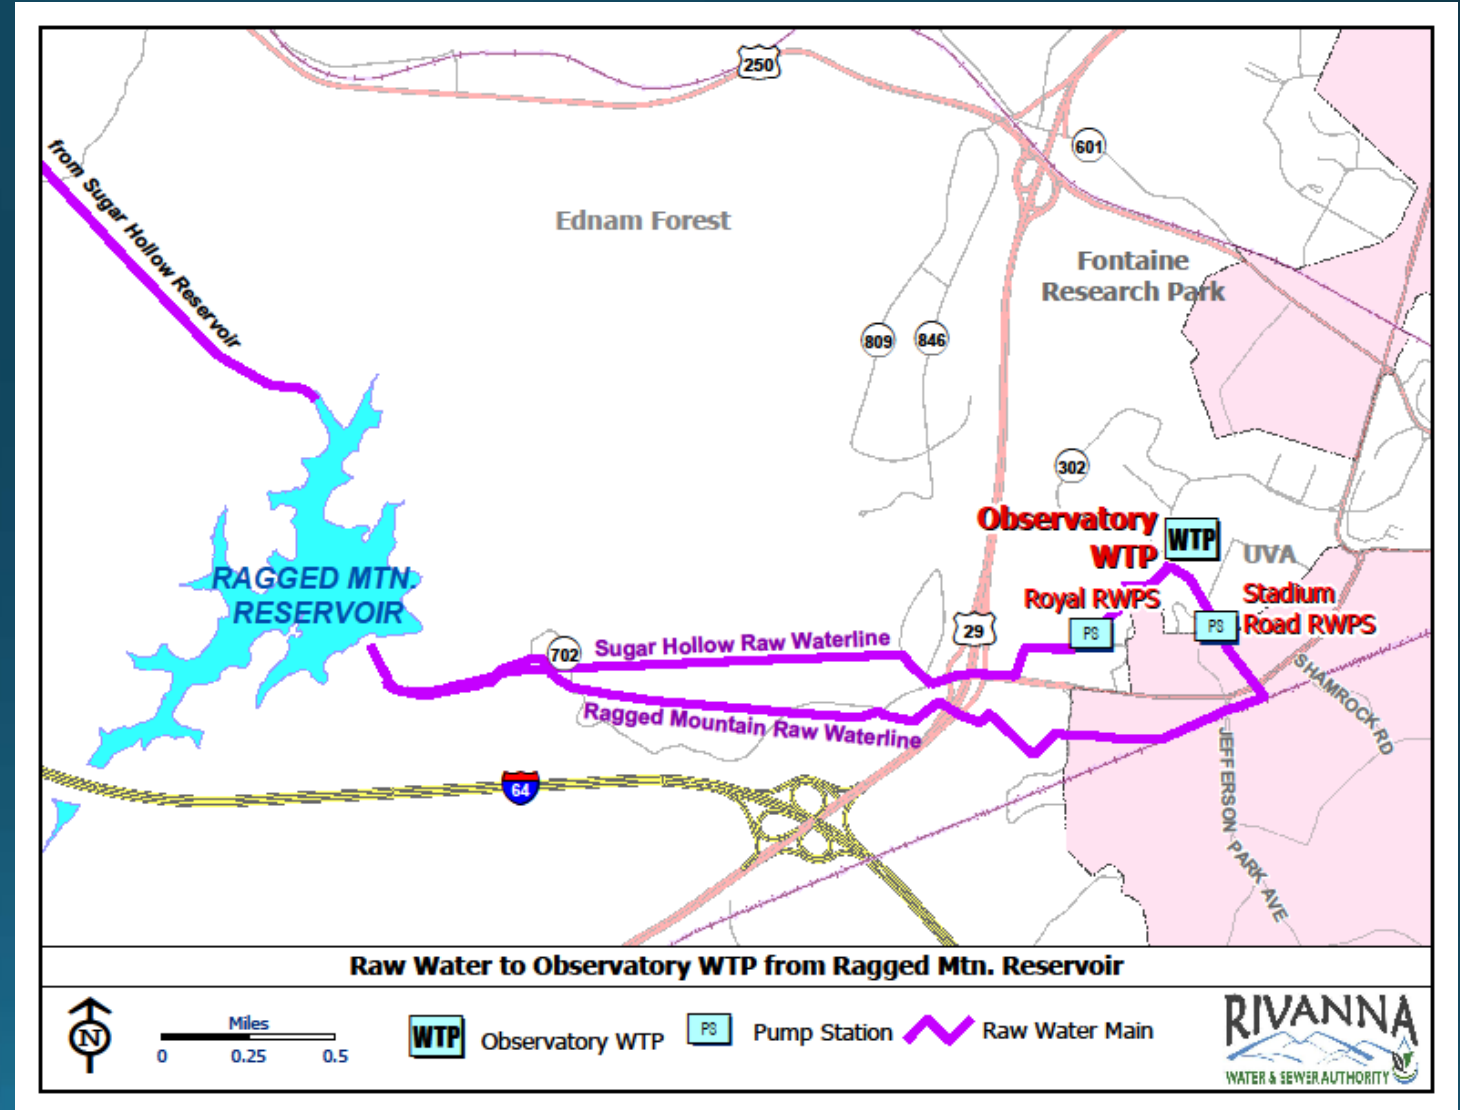 250
601
from Sugar Hollow Reservoir
Ednam Forest
Fontaine
Research Park
809
846
302
Observatory
WTP
WTP
UVA
RAGGED MTN.
RESERVOIR
Royal RWPS
PS
Stadium
Road RWPS
PS
29
702
Sugar Hollow Raw Waterline
Ragged Mountain Raw Waterline
SHAMROCK RD
JEFFERSON PARK AVE
64
Raw Water to Observatory WTP from Ragged Mtn. Reservoir
N
Miles
0 0.25 0.5
WTP Observatory WTP
PS Pump Station
Raw Water Main
RIVANNA
WATER & SEWER AUTHORITY